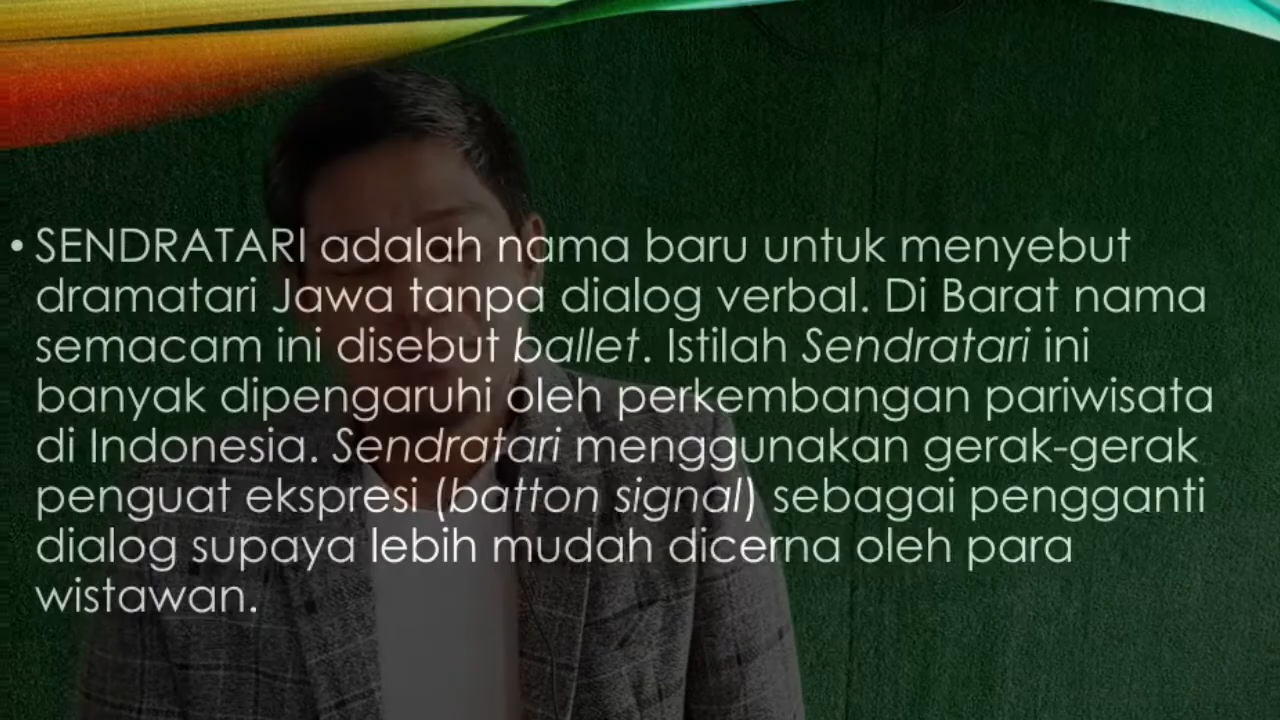 • SENDRATARI adalah nama baru untuk menyebut
dramatari Jawa tanpa dialog verbal. Di Barat nama
semacam ini disebut ballet. Istilah Sendratari ini
banyak dipengaruhi oleh perkembangan pariwisata
di Indonesia. Sendratari menggunakan gerak-gerak
penguat ekspresi (batton signal) sebagai pengganti
dialog supaya lebih mudah dicerna oleh para
wistawan.